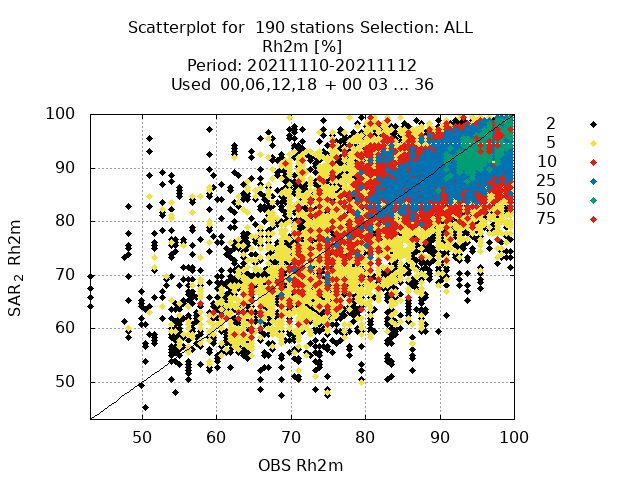 Scatterplot for  190 stations Selection: ALL
Rh2m [%]
Period: 20211110-20211112
Used  00,06,12,18  + 00 03 ... 36
2
5
10
25
50
75
100
90
80
70
60
50
SAR2 Rh2m
50 60 70 80 90 100
OBS Rh2m